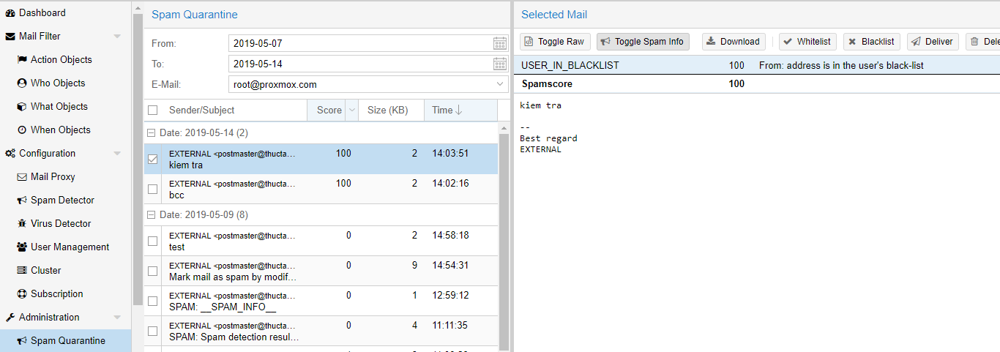 Dashboard
Mail Filter
Action Objects
Who Objects
What Objects
When Objects
Configuration
Mail Proxy
Spam Detector
Virus Detector
User Management
Cluster
Subscription
Administration
Spam Quarantine
Spam Quarantine
From: 2019-05-07
To: 2019-05-14
E-Mail: root@proxmox.com
Sender/Subject Score Size (KB) Time
Date: 2019-05-14 (2)
EXTERNAL <postmaster@thucta... 100 2 14:03:51
kiem tra
EXTERNAL <postmaster@thucta... 100 2 14:02:16
bcc
Date: 2019-05-09 (8)
EXTERNAL <postmaster@thucta... 0 2 14:58:18
test
EXTERNAL <postmaster@thucta... 0 9 14:54:31
Mark mail as spam by modif...
EXTERNAL <postmaster@thucta... 0 1 12:59:12
SPAM: __SPAM_INFO__
EXTERNAL <postmaster@thucta... 0 4 11:11:35
SPAM: Spam detection resul...
Selected Mail
Toggle Raw Toggle Spam Info Download Whitelist Blacklist Deliver Dele
USER_IN_BLACKLIST 100 From: address is in the user's black-list
Spamscore 100
kiem tra
--
Best regard
EXTERNAL